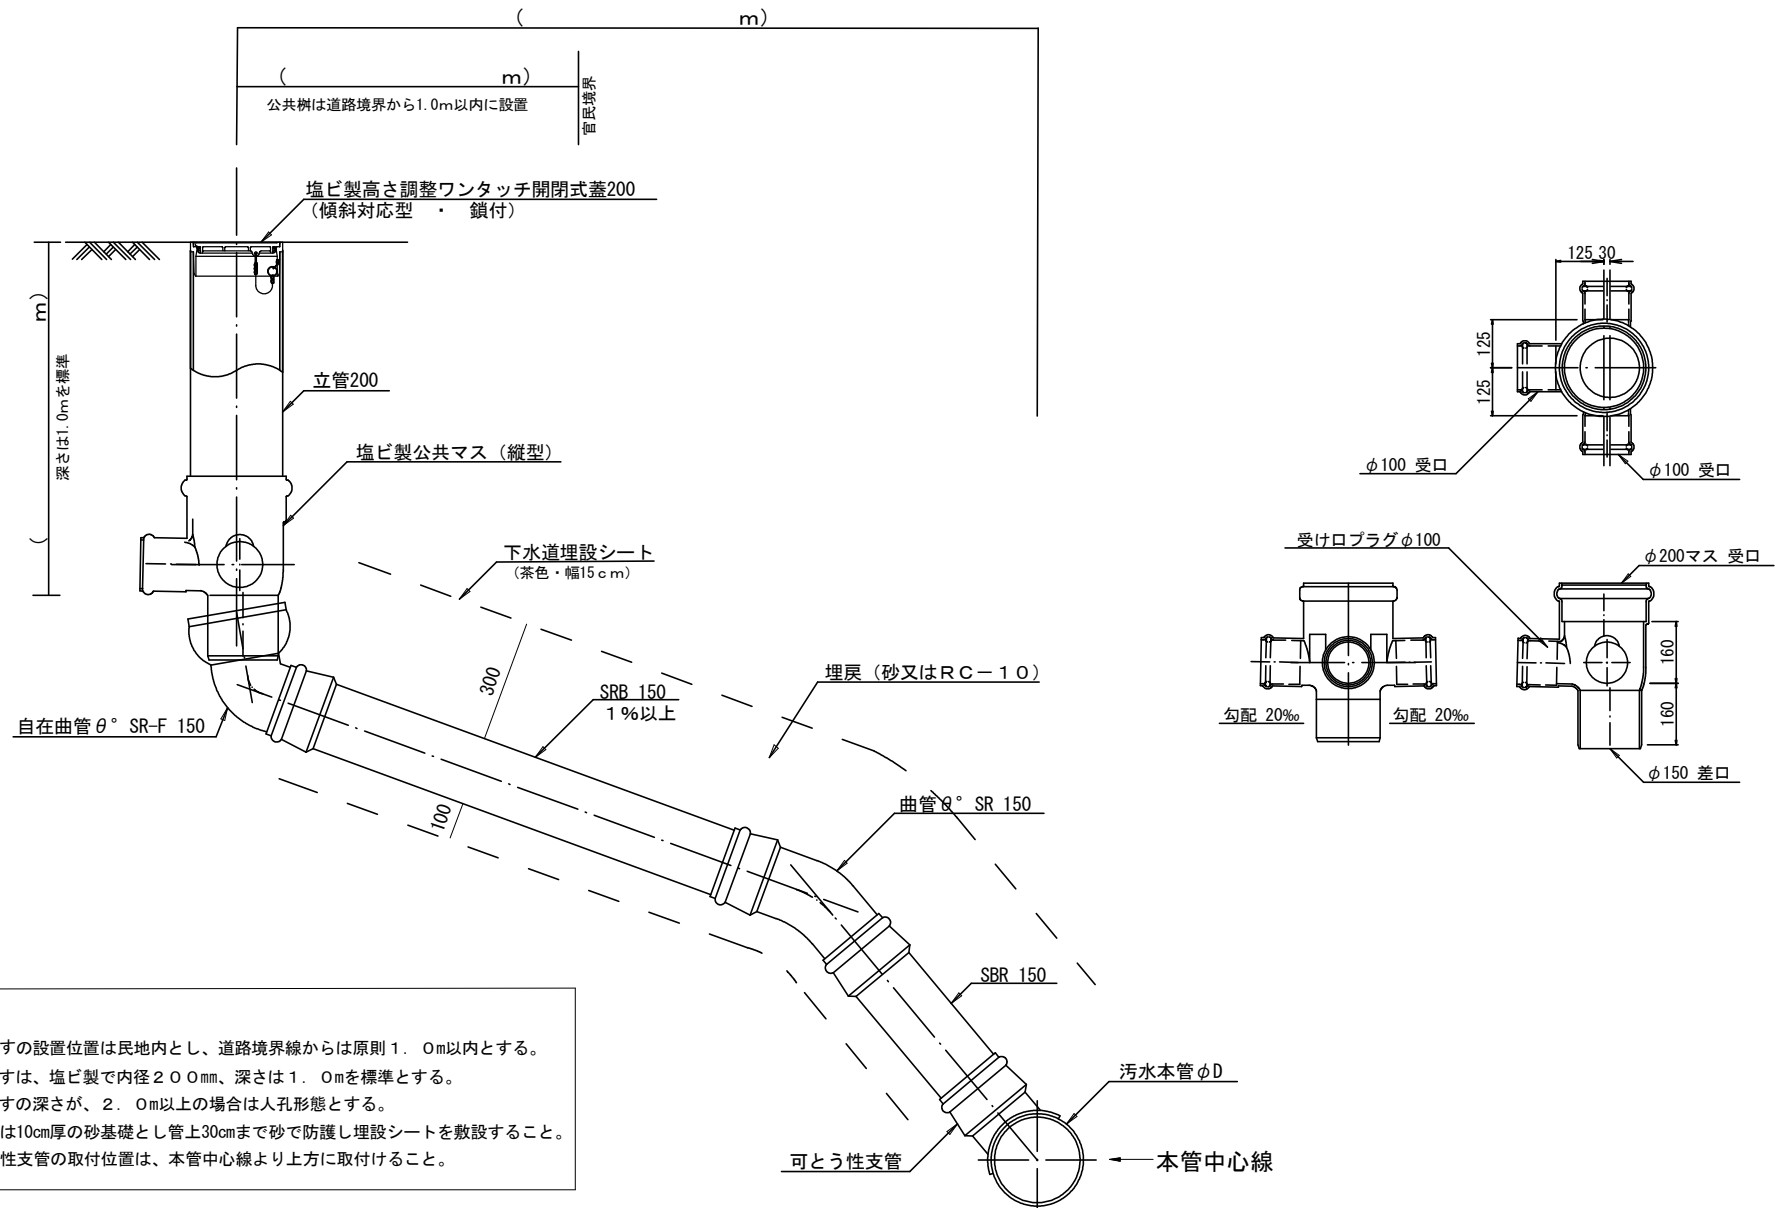 (　　　　　　　　　m)
(　　　　　　　m)
公共桝は道路境界から1.0m以内に設置
官民境界
塩ビ製高さ調整ワンタッチ開閉式蓋200
(傾斜対応型　・　鎖付)
(　　　　　　　m)
深さは1.0mを標準
立管200
塩ビ製公共マス（縦型）
下水道埋設シート
(茶色・幅15ｃｍ)
300
埋戻（砂又はＲＣ－１０）
SRB 150
１％以上
自在曲管θ° SR-F 150
100
曲管θ° SR 150
SBR 150
汚水本管φD
可とう性支管
本管中心線
125 30
125
125
φ100 受口
φ100 受口
受けロプラグφ100
φ200マス 受口
160
160
勾配 20‰
勾配 20‰
φ150 差口
すの設置位置は民地内とし、道路境界線からは原則１．０m以内とする。
すは、塩ビ製で内径２００㎜、深さは１．０mを標準とする。
すの深さが、２．０m以上の場合は人孔形態とする。
は10㎝厚の砂基礎とし管上30㎝まで砂で防護し埋設シートを敷設すること。
性支管の取付位置は、本管中心線より上方に取付けること。